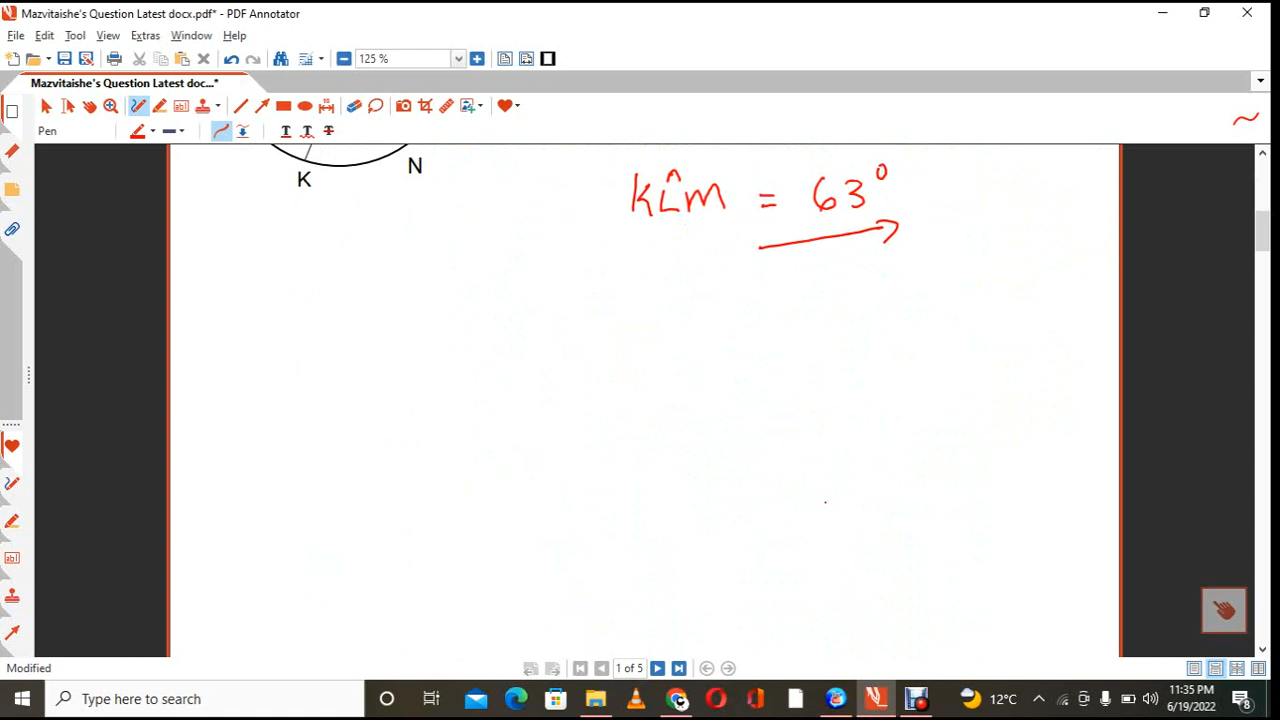 Mazvitaishe's Question Latest docx.pdf* - PDF Annotator
File Edit Tool View Extras Window Help
125 %
Mazvitaishe's Question Latest doc...*
Pen
T T T
K N
KL̂M = 63°
Modified
1 of 5
Type here to search
12°C
11:35 PM
6/19/2022
8